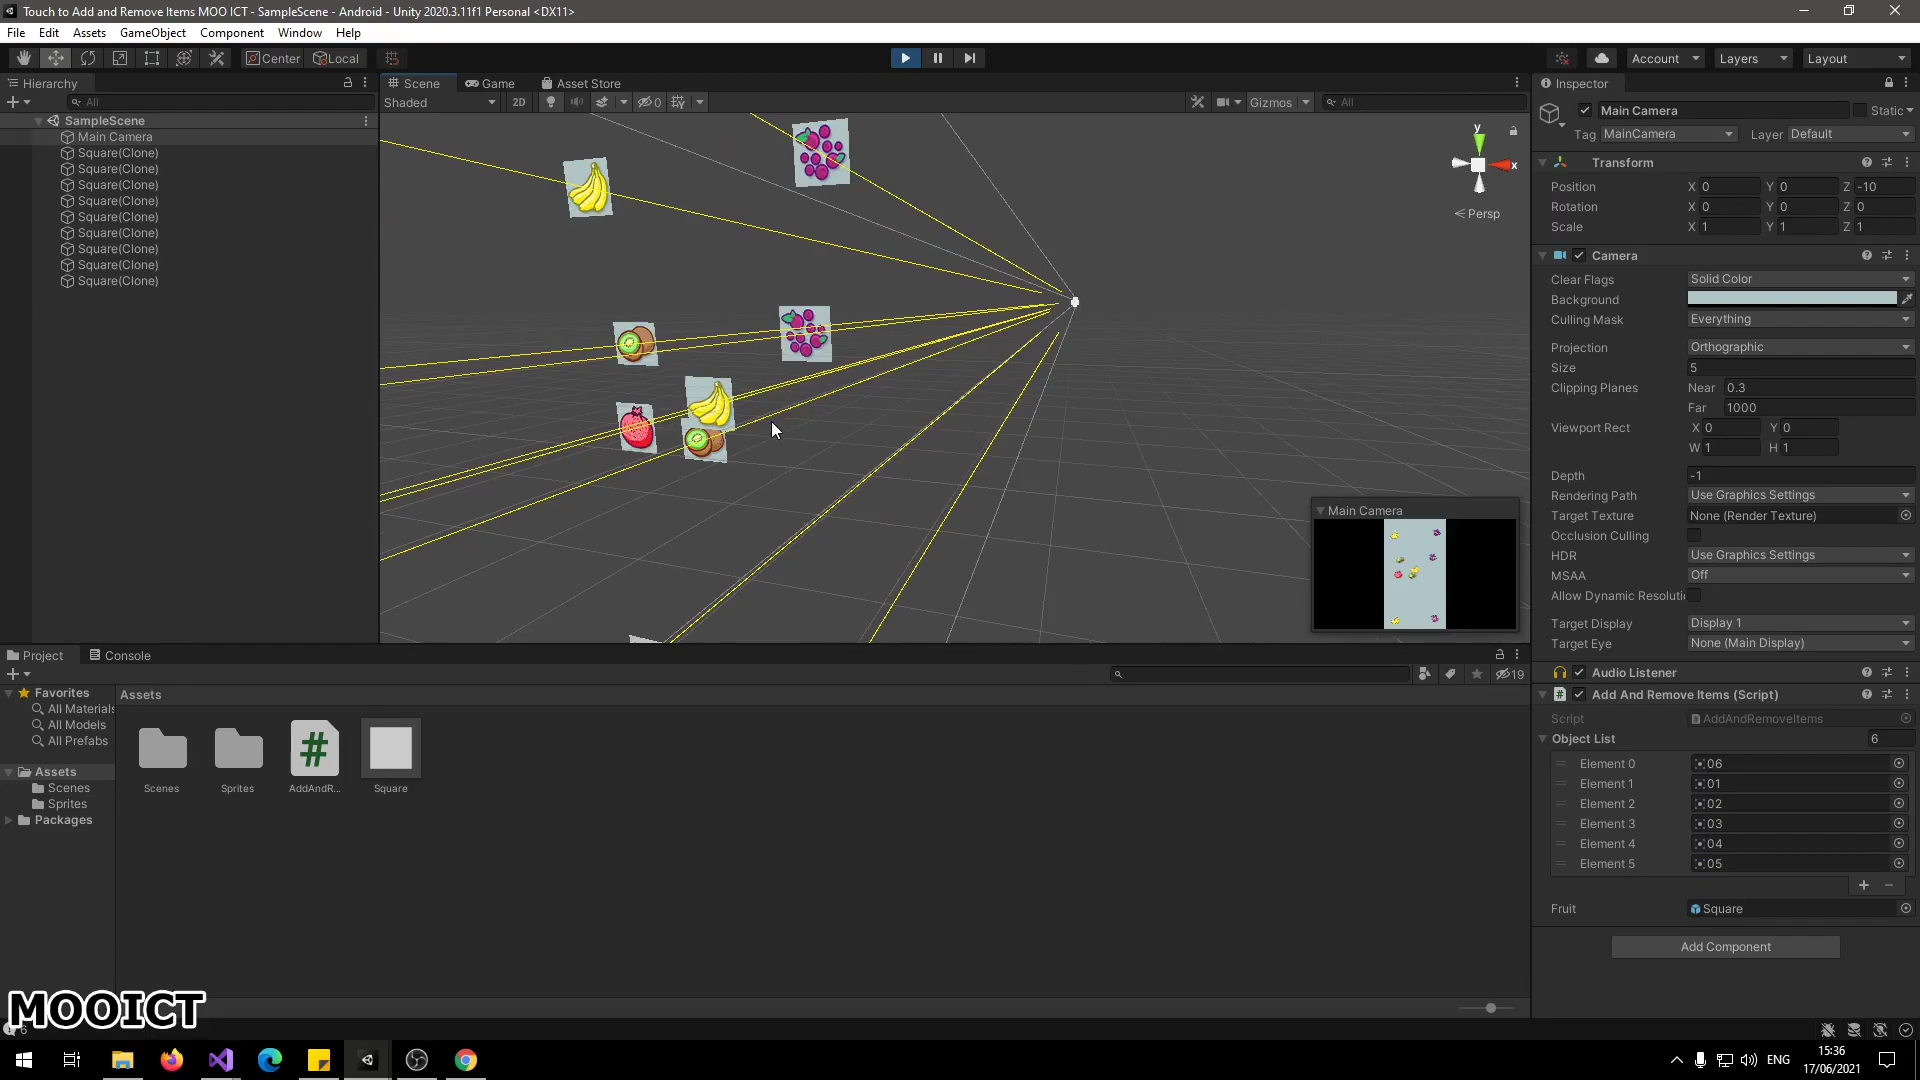 Touch to Add and Remove Items MOO ICT - SampleScene - Android - Unity 2020.3.11f1 Personal <DX11>
File Edit Assets GameObject Component Window Help
Center Local
Account Layers Layout
Hierarchy
All
SampleScene
Main Camera
Square(Clone)
Square(Clone)
Square(Clone)
Square(Clone)
Square(Clone)
Square(Clone)
Square(Clone)
Square(Clone)
Square(Clone)
Scene Game Asset Store
Shaded 2D 0 Gizmos All
y
x
Persp
Main Camera
Inspector
Main Camera Static
Tag MainCamera Layer Default
Transform
Position X 0 Y 0 Z -10
Rotation X 0 Y 0 Z 0
Scale X 1 Y 1 Z 1
Camera
Clear Flags Solid Color
Background
Culling Mask Everything
Projection Orthographic
Size 5
Clipping Planes Near 0.3
Far 1000
Viewport Rect X 0 Y 0
W 1 H 1
Depth -1
Rendering Path Use Graphics Settings
Target Texture None (Render Texture)
Occlusion Culling
HDR Use Graphics Settings
MSAA Off
Allow Dynamic Resoluti
Target Display Display 1
Target Eye None (Main Display)
Audio Listener
# Add And Remove Items (Script)
Script AddAndRemoveItems
Object List 6
Element 0 06
Element 1 01
Element 2 02
Element 3 03
Element 4 04
Element 5 05
+ -
Fruit Square
Add Component
Project Console
19
Favorites
All Materials
All Models
All Prefabs
Assets
Scenes
Sprites
Packages
Assets
#
Scenes Sprites AddAndR... Square
MOOICT
6
ENG
15:36
17/06/2021